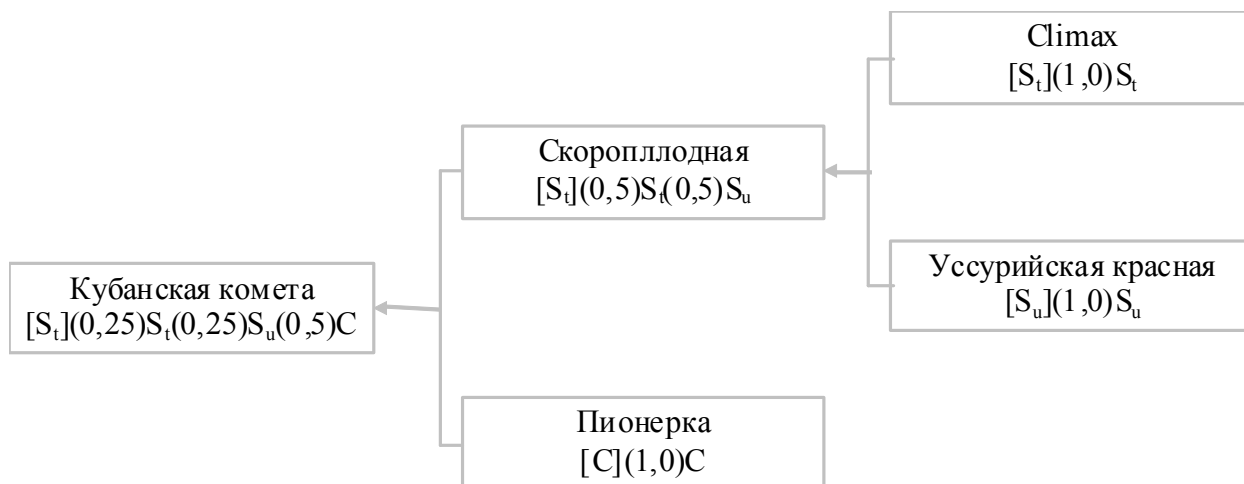 Climax
[Sₜ](1,0)Sₜ
Скоропллодная
[Sₜ](0,5)Sₜ(0,5)Sᵤ
Уссурийская красная
[Sᵤ](1,0)Sᵤ
Кубанская комета
[Sₜ](0,25)Sₜ(0,25)Sᵤ(0,5)C
Пионерка
[C](1,0)C